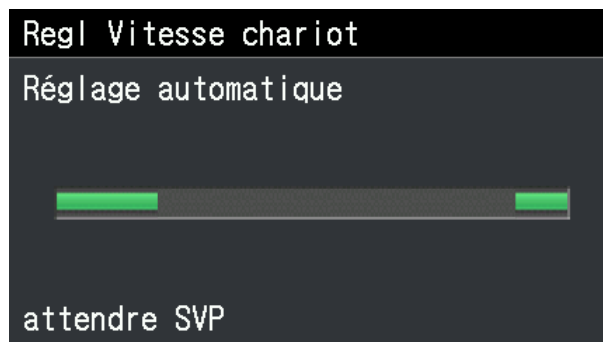 Regl Vitesse chariot
Réglage automatique
attendre SVP